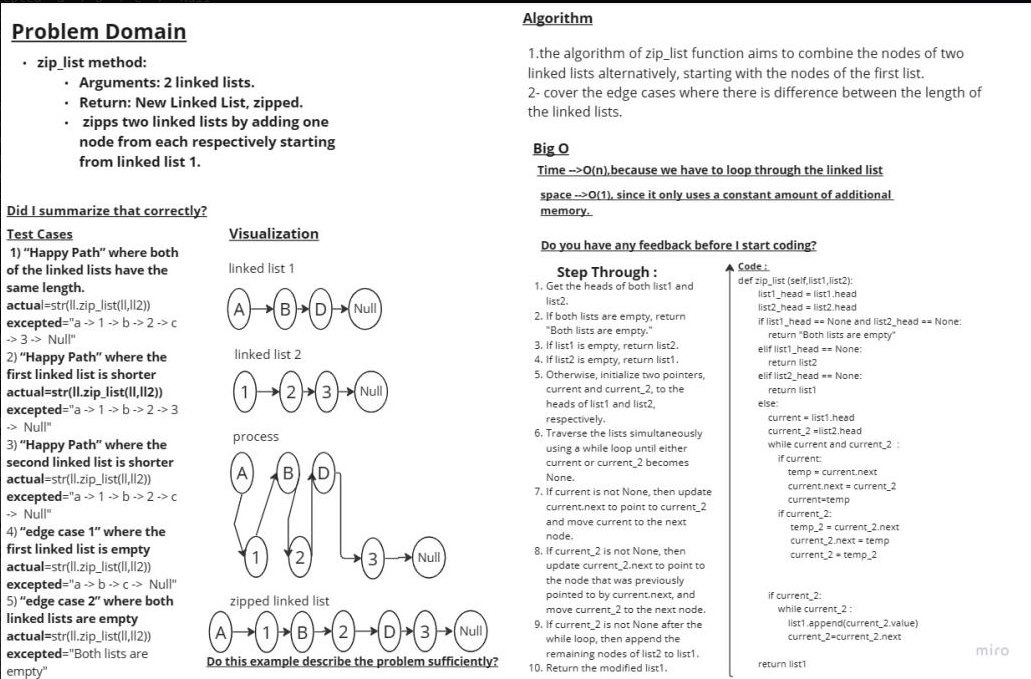 Problem Domain
• zip_list method:
• Arguments: 2 linked lists.
• Return: New Linked List, zipped.
• zipps two linked lists by adding one
node from each respectively starting
from linked list 1.
Did I summarize that correctly?
Test Cases
1) “Happy Path” where both
of the linked lists have the
same length.
actual=str(ll.zip_list(ll,ll2))
excepted="a -> 1 -> b -> 2 -> c
-> 3 -> Null"
2) “Happy Path” where the
first linked list is shorter
actual=str(ll.zip_list(ll,ll2))
excepted="a -> 1 -> b -> 2 -> 3
-> Null"
3) “Happy Path” where the
second linked list is shorter
actual=str(ll.zip_list(ll,ll2))
excepted="a -> 1 -> b -> 2 -> c
-> Null"
4) “edge case 1” where the
first linked list is empty
actual=str(ll.zip_list(ll,ll2))
excepted="a -> b -> c -> Null"
5) “edge case 2” where both
linked lists are empty
actual=str(ll.zip_list(ll,ll2))
excepted="Both lists are
empty"
Visualization
linked list 1
A B D Null
linked list 2
1 2 3 Null
process
A B D
1 2 3 Null
zipped linked list
A 1 B 2 D 3 Null
Do this example describe the problem sufficiently?
Algorithm
1.the algorithm of zip_list function aims to combine the nodes of two
linked lists alternatively, starting with the nodes of the first list.
2- cover the edge cases where there is difference between the length of
the linked lists.
Big O
Time -->O(n),because we have to loop through the linked list
space -->O(1), since it only uses a constant amount of additional
memory.
Do you have any feedback before I start coding?
Step Through :
1. Get the heads of both list1 and
list2.
2. If both lists are empty, return
"Both lists are empty."
3. If list1 is empty, return list2.
4. If list2 is empty, return list1.
5. Otherwise, initialize two pointers,
current and current_2, to the
heads of list1 and list2,
respectively.
6. Traverse the lists simultaneously
using a while loop until either
current or current_2 becomes
None.
7. If current is not None, then update
current.next to point to current_2
and move current to the next
node.
8. If current_2 is not None, then
update current_2.next to point to
the node that was previously
pointed to by current.next, and
move current_2 to the next node.
9. If current_2 is not None after the
while loop, then append the
remaining nodes of list2 to list1.
10. Return the modified list1.
Code :
def zip_list (self,list1,list2):
list1_head = list1.head
list2_head = list2.head
if list1_head == None and list2_head == None:
return "Both lists are empty"
elif list1_head == None:
return list2
elif list2_head == None:
return list1
else:
current = list1.head
current_2 =list2.head
while current and current_2 :
if current:
temp = current.next
current.next = current_2
current=temp
if current_2:
temp_2 = current_2.next
current_2.next = temp
current_2 = temp_2
if current_2:
while current_2 :
list1.append(current_2.value)
current_2=current_2.next
return list1
miro